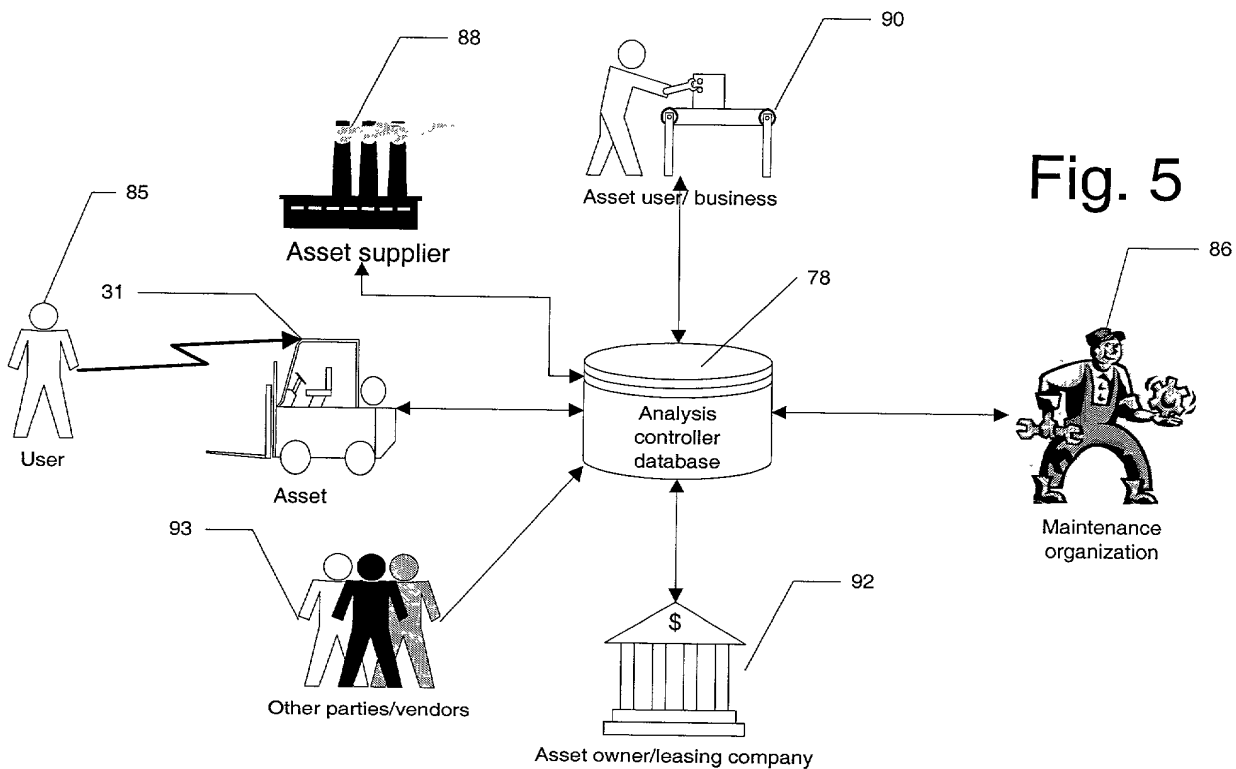 88
90
Fig. 5
Asset user/ business
85
Asset supplier
86
31
78
Analysis
controller
database
User
Asset
Maintenance
organization
93
92
$
Other parties/vendors
Asset owner/leasing company